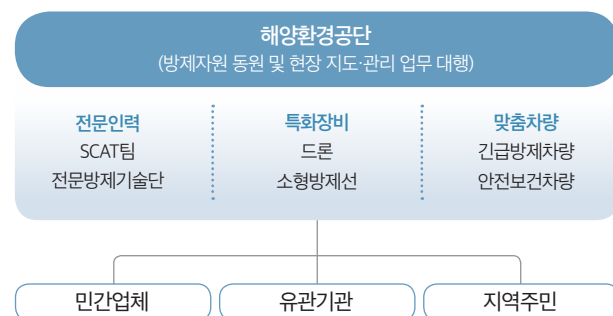 해양환경공단
(방제자원 동원 및 현장 지도·관리 업무 대행)
전문인력
SCAT팀
전문방제기술단
특화장비
드론
소형방제선
맞춤차량
긴급방제차량
안전보건차량
민간업체
유관기관
지역주민